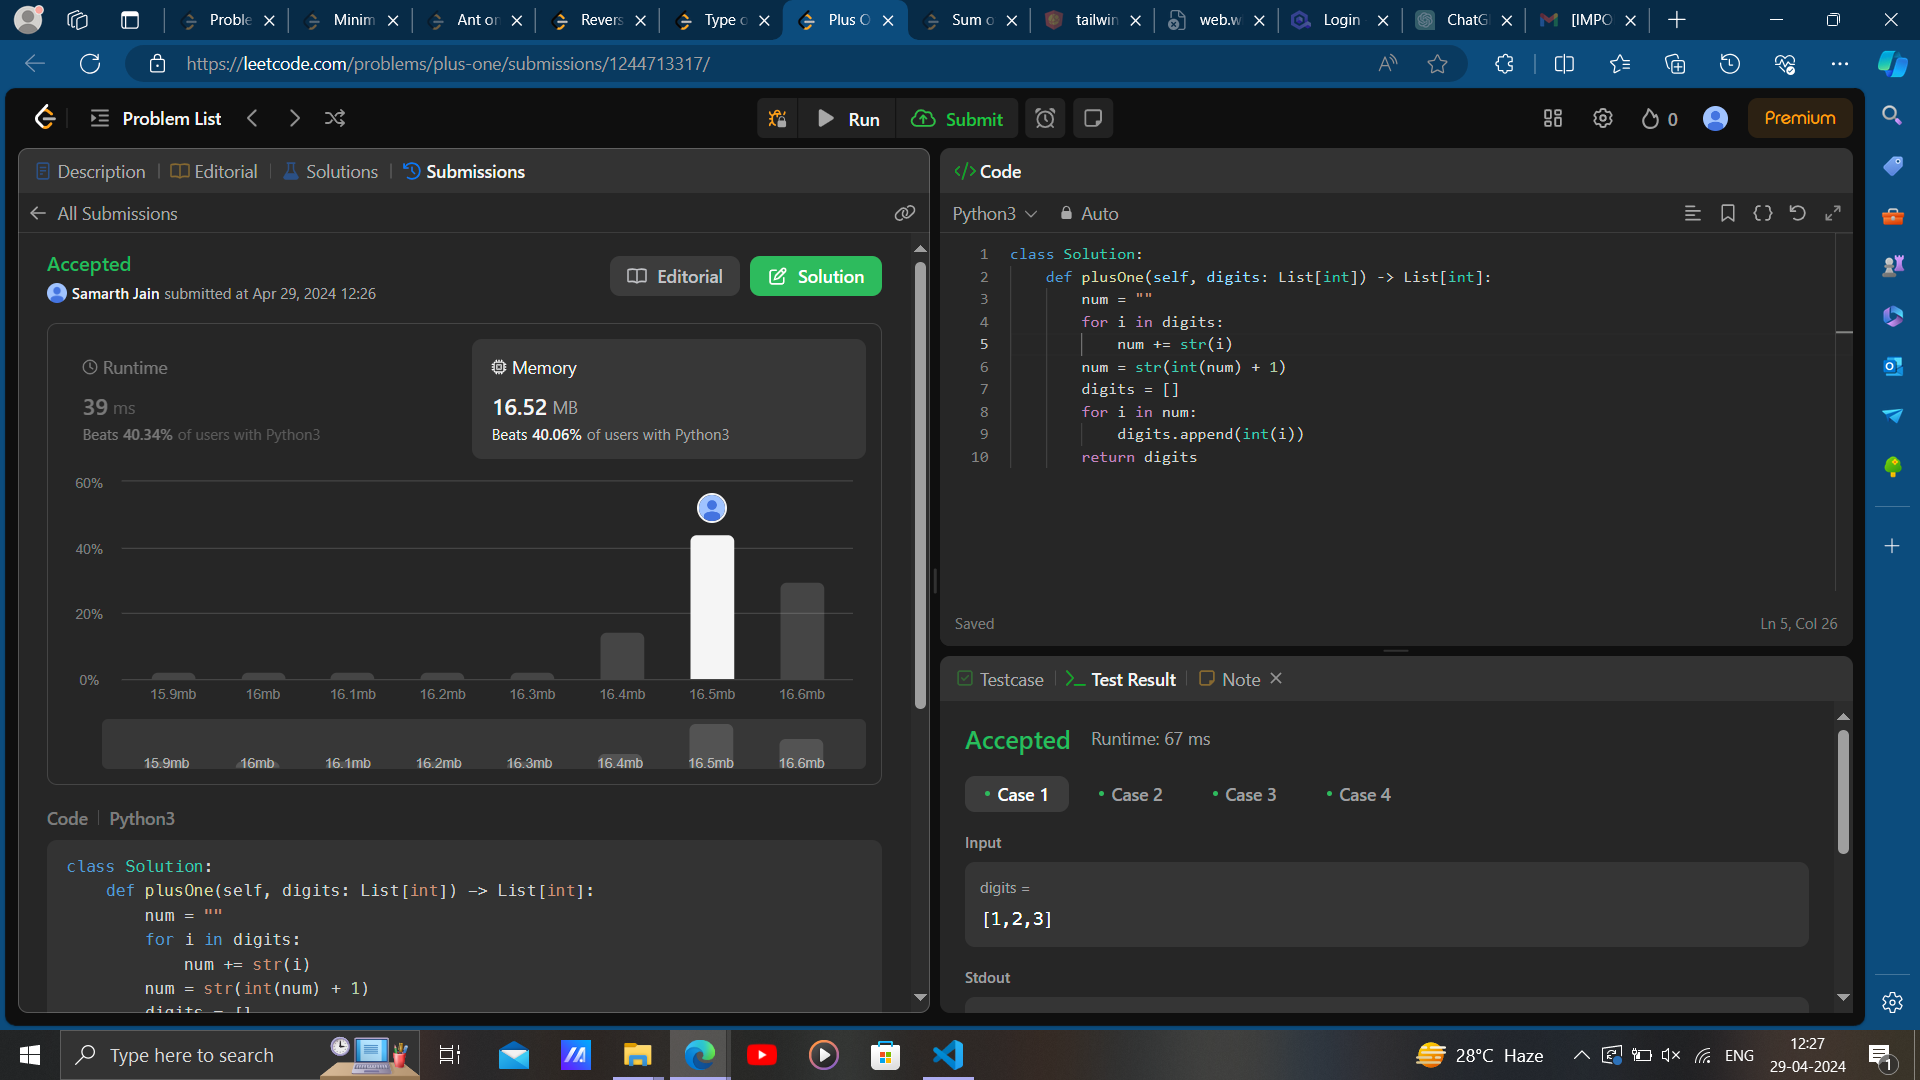 Proble
Minim
Ant or
Revers
Type o
Plus O
Sum o
tailwin
web.w
Login
ChatG
[IMPO
https://leetcode.com/problems/plus-one/submissions/1244713317/
Problem List
Run
Submit
0
Premium
Description
Editorial
Solutions
Submissions
All Submissions
Accepted
Samarth Jain submitted at Apr 29, 2024 12:26
Editorial
Solution
Runtime
39 ms
Beats 40.34% of users with Python3
Memory
16.52 MB
Beats 40.06% of users with Python3
60%
40%
20%
0%
15.9mb 16mb 16.1mb 16.2mb 16.3mb 16.4mb 16.5mb 16.6mb
15.9mb 16mb 16.1mb 16.2mb 16.3mb 16.4mb 16.5mb 16.6mb
Code Python3
class Solution:
def plusOne(self, digits: List[int]) -> List[int]:
num = ""
for i in digits:
num += str(i)
num = str(int(num) + 1)
digits = []
</> Code
Python3 Auto
1 class Solution:
2 def plusOne(self, digits: List[int]) -> List[int]:
3 num = ""
4 for i in digits:
5 num += str(i)
6 num = str(int(num) + 1)
7 digits = []
8 for i in num:
9 digits.append(int(i))
10 return digits
Saved
Ln 5, Col 26
Testcase
Test Result
Note
Accepted Runtime: 67 ms
Case 1
Case 2
Case 3
Case 4
Input
digits =
[1,2,3]
Stdout
Type here to search
28°C Haze
ENG
12:27
29-04-2024
1